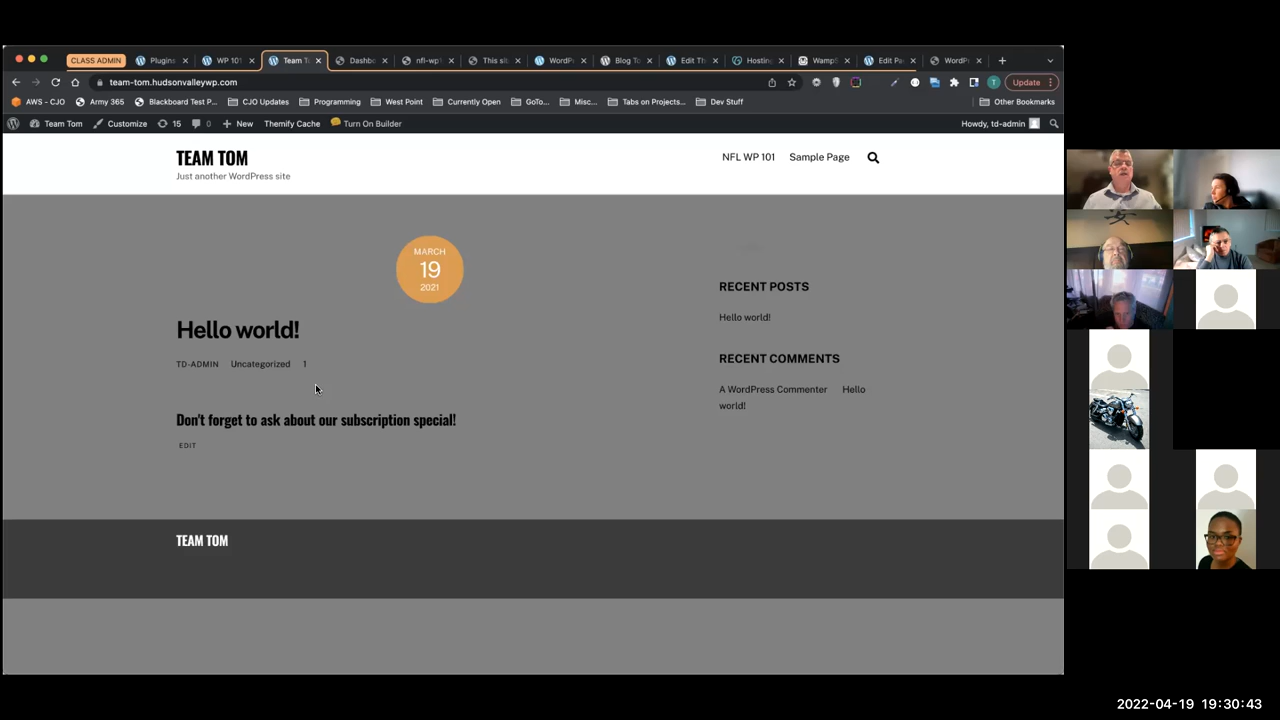 CLASS ADMIN Plugins WP 101 Team To Dashbo nfl-wp This sit WordPr Blog To Edit Th Hosting WampS Edit Pa WordPr
team-tom.hudsonvalleywp.com Update
AWS - CJO Army 365 Blackboard Test P... CJO Updates Programming West Point Currently Open GoTo... Misc... Tabs on Projects... Dev Stuff Other Bookmarks
Team Tom Customize 15 0 + New Themify Cache Turn On Builder Howdy, td-admin
TEAM TOM
Just another WordPress site
NFL WP 101 Sample Page
MARCH
19
2021
Hello world!
TD-ADMIN Uncategorized 1
Don't forget to ask about our subscription special!
EDIT
RECENT POSTS
Hello world!
RECENT COMMENTS
A WordPress Commenter Hello
world!
TEAM TOM
2022-04-19 19:30:43